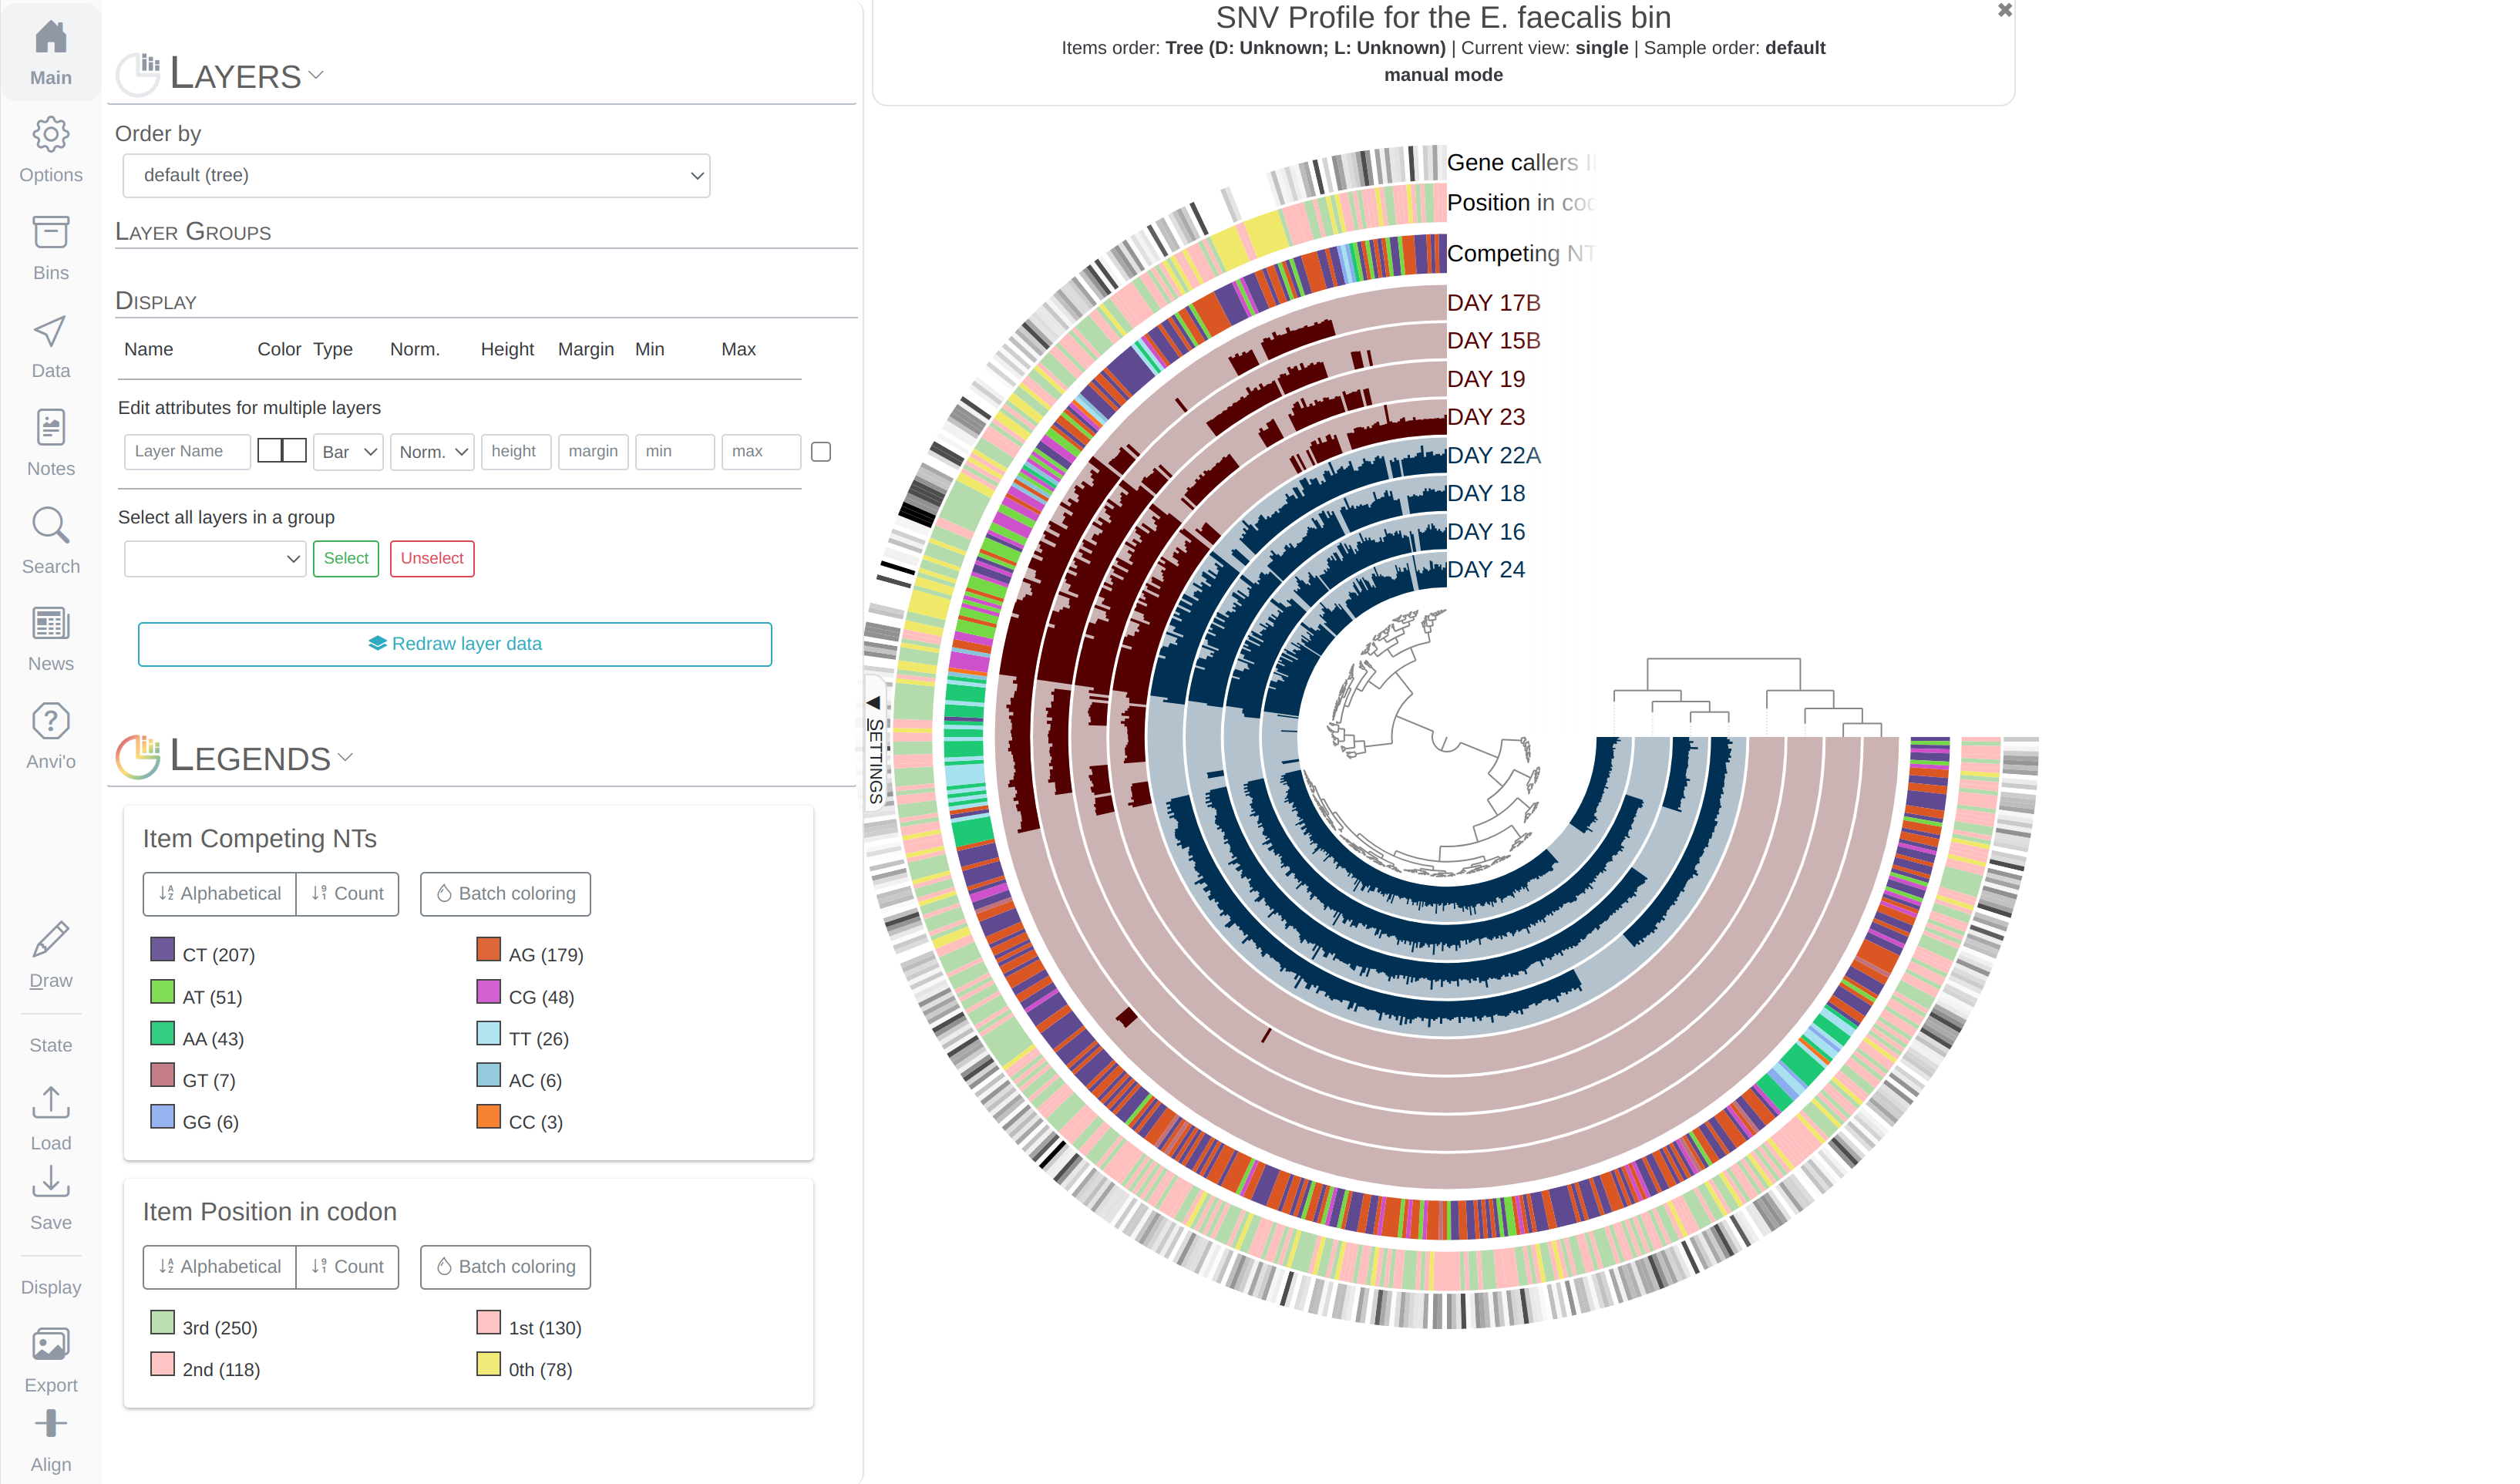 Main
Options
Bins
Data
Notes
Search
News
Anvi'o
Draw
State
Load
Save
Display
Export
Align
LAYERS
Order by
default (tree)
LAYER GROUPS
DISPLAY
Name Color Type Norm. Height Margin Min Max
Edit attributes for multiple layers
Layer Name Bar Norm. height margin min max
Select all layers in a group
Select Unselect
Redraw layer data
LEGENDS
Item Competing NTs
Alphabetical Count Batch coloring
CT (207) AG (179)
AT (51) CG (48)
AA (43) TT (26)
GT (7) AC (6)
GG (6) CC (3)
Item Position in codon
Alphabetical Count Batch coloring
3rd (250) 1st (130)
2nd (118) 0th (78)
SETTINGS
SNV Profile for the E. faecalis bin
Items order: Tree (D: Unknown; L: Unknown) | Current view: single | Sample order: default
manual mode
Gene callers
Position in
Competing NT
DAY 17B
DAY 15B
DAY 19
DAY 23
DAY 22A
DAY 18
DAY 16
DAY 24